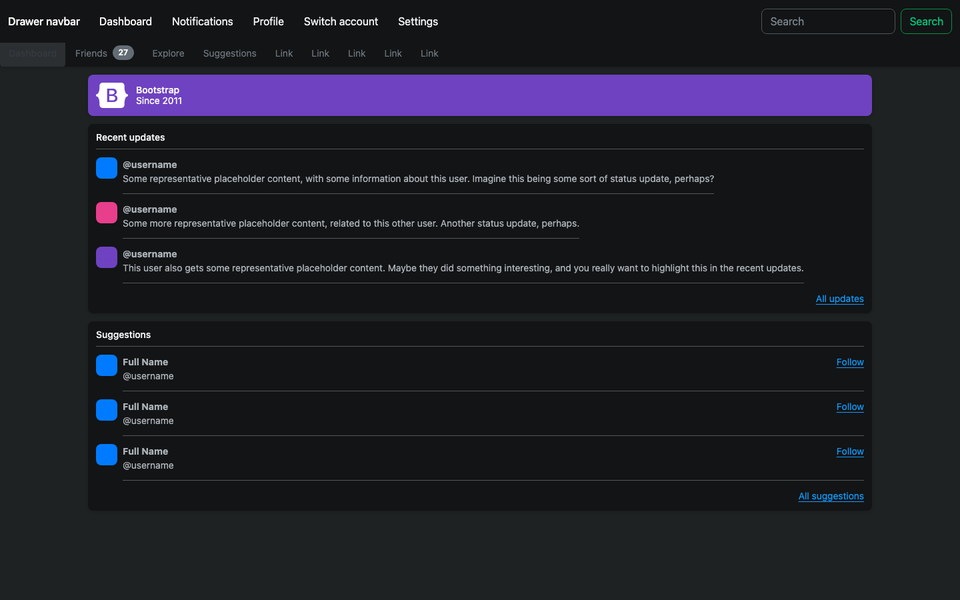 Drawer navbar Dashboard Notifications Profile Switch account Settings Search Search
Dashboard Friends 27 Explore Suggestions Link Link Link Link Link
B
Bootstrap
Since 2011
Recent updates
@username
Some representative placeholder content, with some information about this user. Imagine this being some sort of status update, perhaps?
@username
Some more representative placeholder content, related to this other user. Another status update, perhaps.
@username
This user also gets some representative placeholder content. Maybe they did something interesting, and you really want to highlight this in the recent updates.
All updates
Suggestions
Full Name Follow
@username
Full Name Follow
@username
Full Name Follow
@username
All suggestions